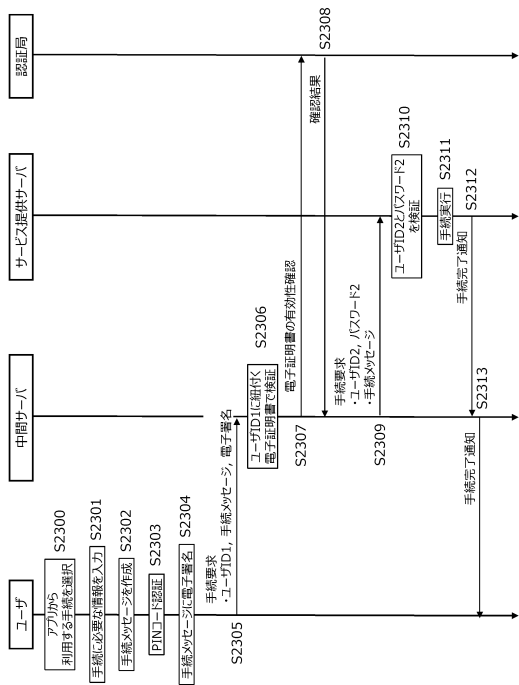 ユーザ
中間サーバ
サービス提供サーバ
認証局
アプリから
利用する手続を選択
S2300
手続に必要な情報を入力
S2301
手続メッセージを作成
S2302
PINコード認証
S2303
手続メッセージに電子署名
S2304
手続要求
・ユーザID1, 手続メッセージ, 電子署名
S2305
ユーザID1に紐付く
電子証明書で検証
S2306
電子証明書の有効性確認
S2307
確認結果
S2308
手続要求
・ユーザID2, パスワード2
・手続メッセージ
S2309
ユーザID2とパスワード2
を検証
S2310
手続実行
S2311
手続完了通知
S2312
手続完了通知
S2313